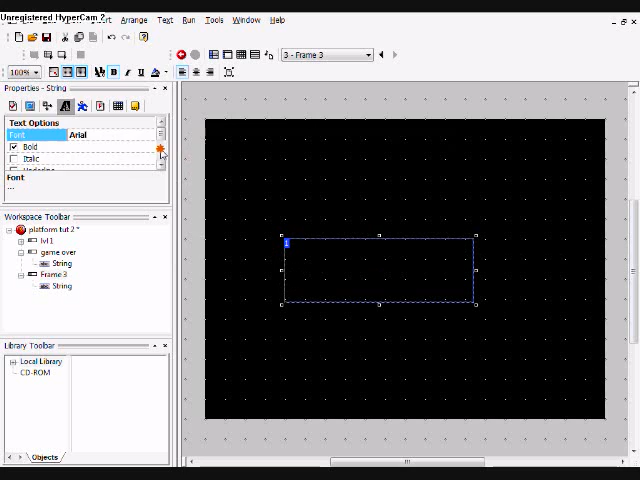 Unregistered HyperCam 2
Arrange Text Run Tools Window Help
3 - Frame 3
100%
B I U
Properties - String
Text Options
Font Arial
Bold
Italic
Font
...
1
Workspace Toolbar
platform tut 2 *
lvl 1
game over
String
Frame 3
String
Library Toolbar
Local Library
CD-ROM
Objects